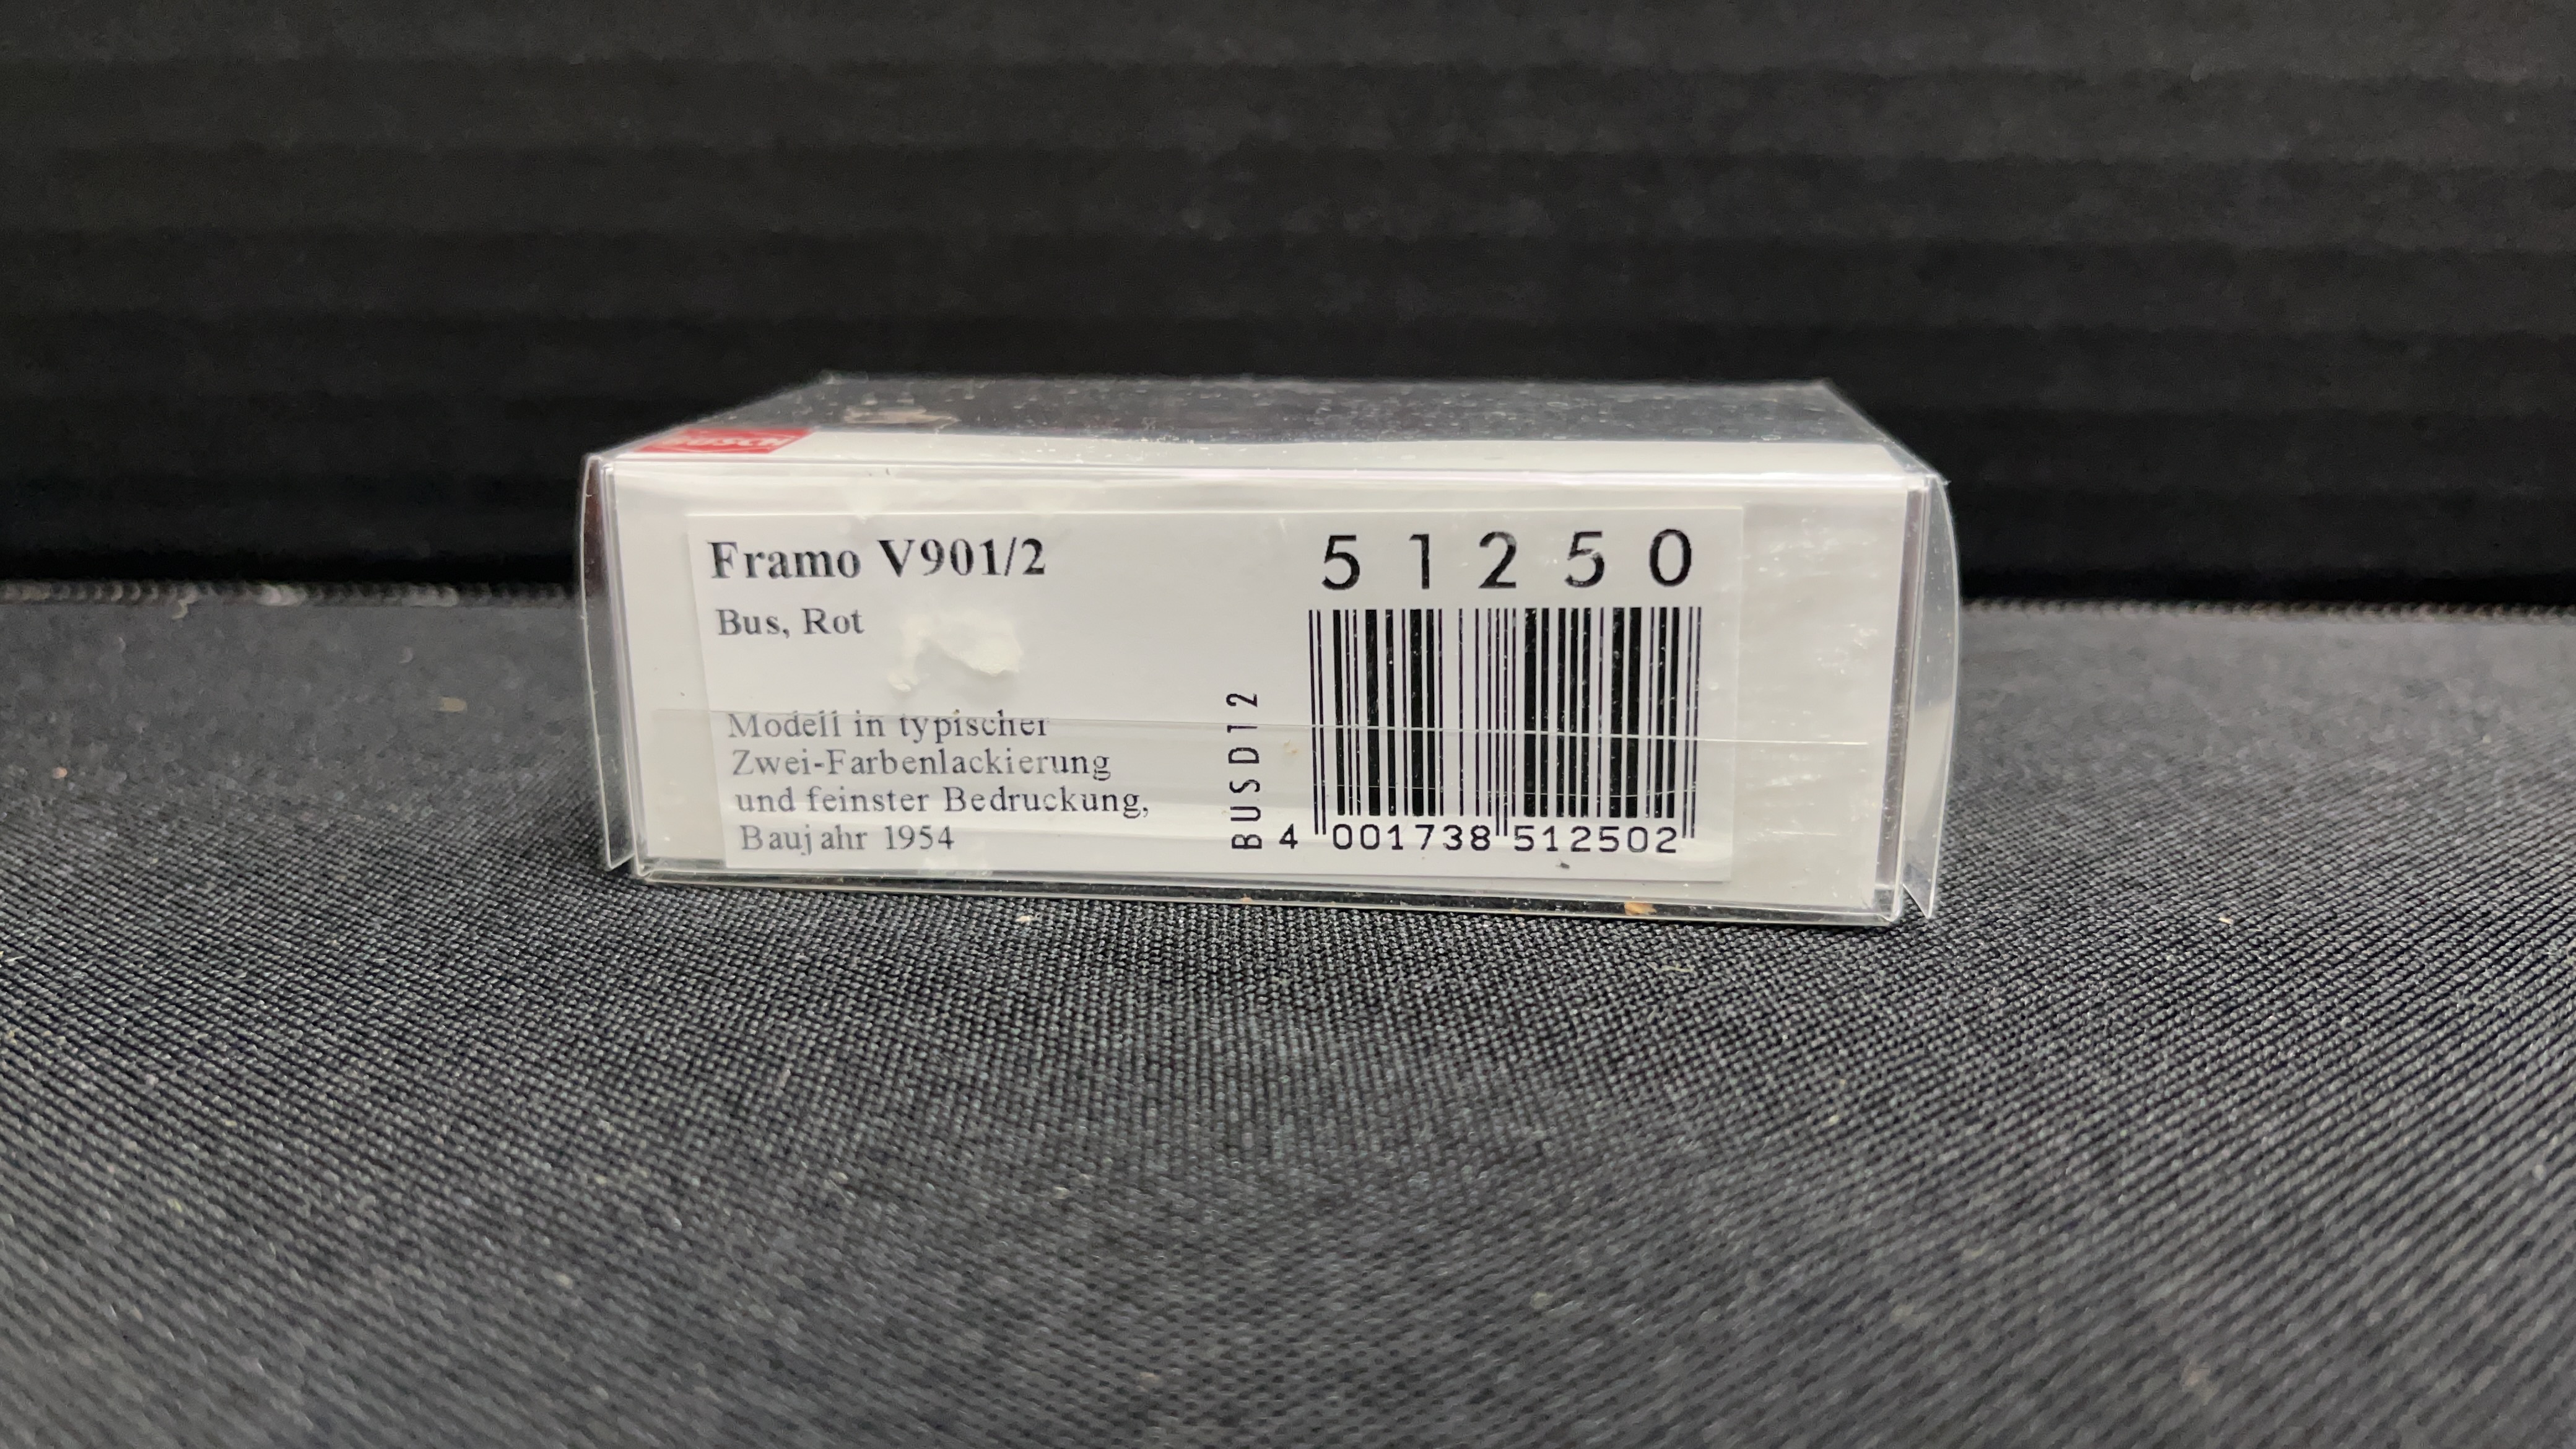 BUSCH
Framo V901/2
Bus, Rot
Modell in typischer
Zwei-Farbenlackierung
und feinster Bedruckung,
Baujahr 1954
51250
BUSD12
4 001738 512502